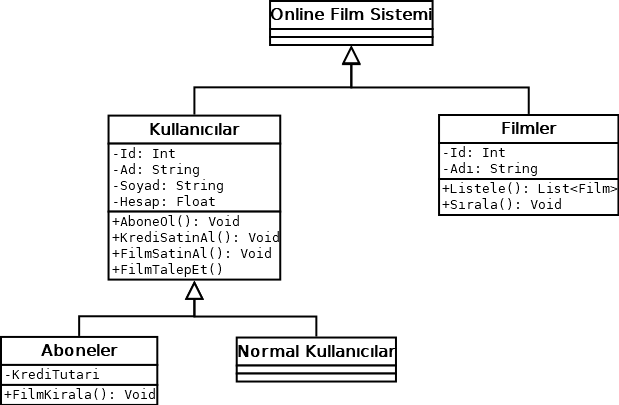 Online Film Sistemi
Kullanıcılar
-Id: Int
-Ad: String
-Soyad: String
-Hesap: Float
+AboneOl(): Void
+KrediSatinAl(): Void
+FilmSatinAl(): Void
+FilmTalepEt()
Filmler
-Id: Int
-Adı: String
+Listele(): List<Film>
+Sırala(): Void
Aboneler
-KrediTutari
+FilmKirala(): Void
Normal Kullanıcılar